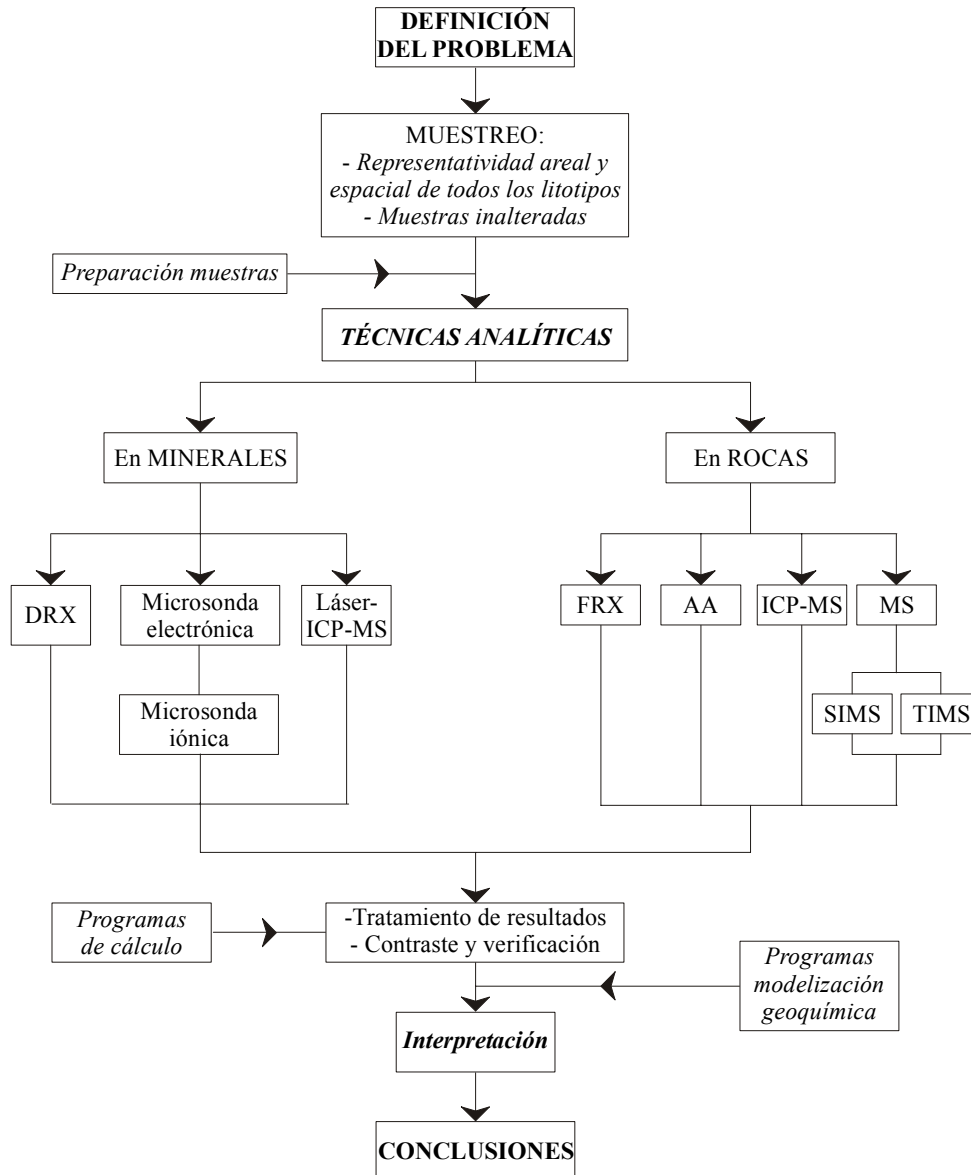 DEFINICIÓN
DEL PROBLEMA
MUESTREO:
- Representatividad areal y
espacial de todos los litotipos
- Muestras inalteradas
Preparación muestras
TÉCNICAS ANALÍTICAS
En MINERALES
En ROCAS
DRX
Microsonda
electrónica
Láser-
ICP-MS
FRX
AA
ICP-MS
MS
Microsonda
iónica
SIMS
TIMS
Programas
de cálculo
-Tratamiento de resultados
- Contraste y verificación
Programas
modelización
geoquímica
Interpretación
CONCLUSIONES